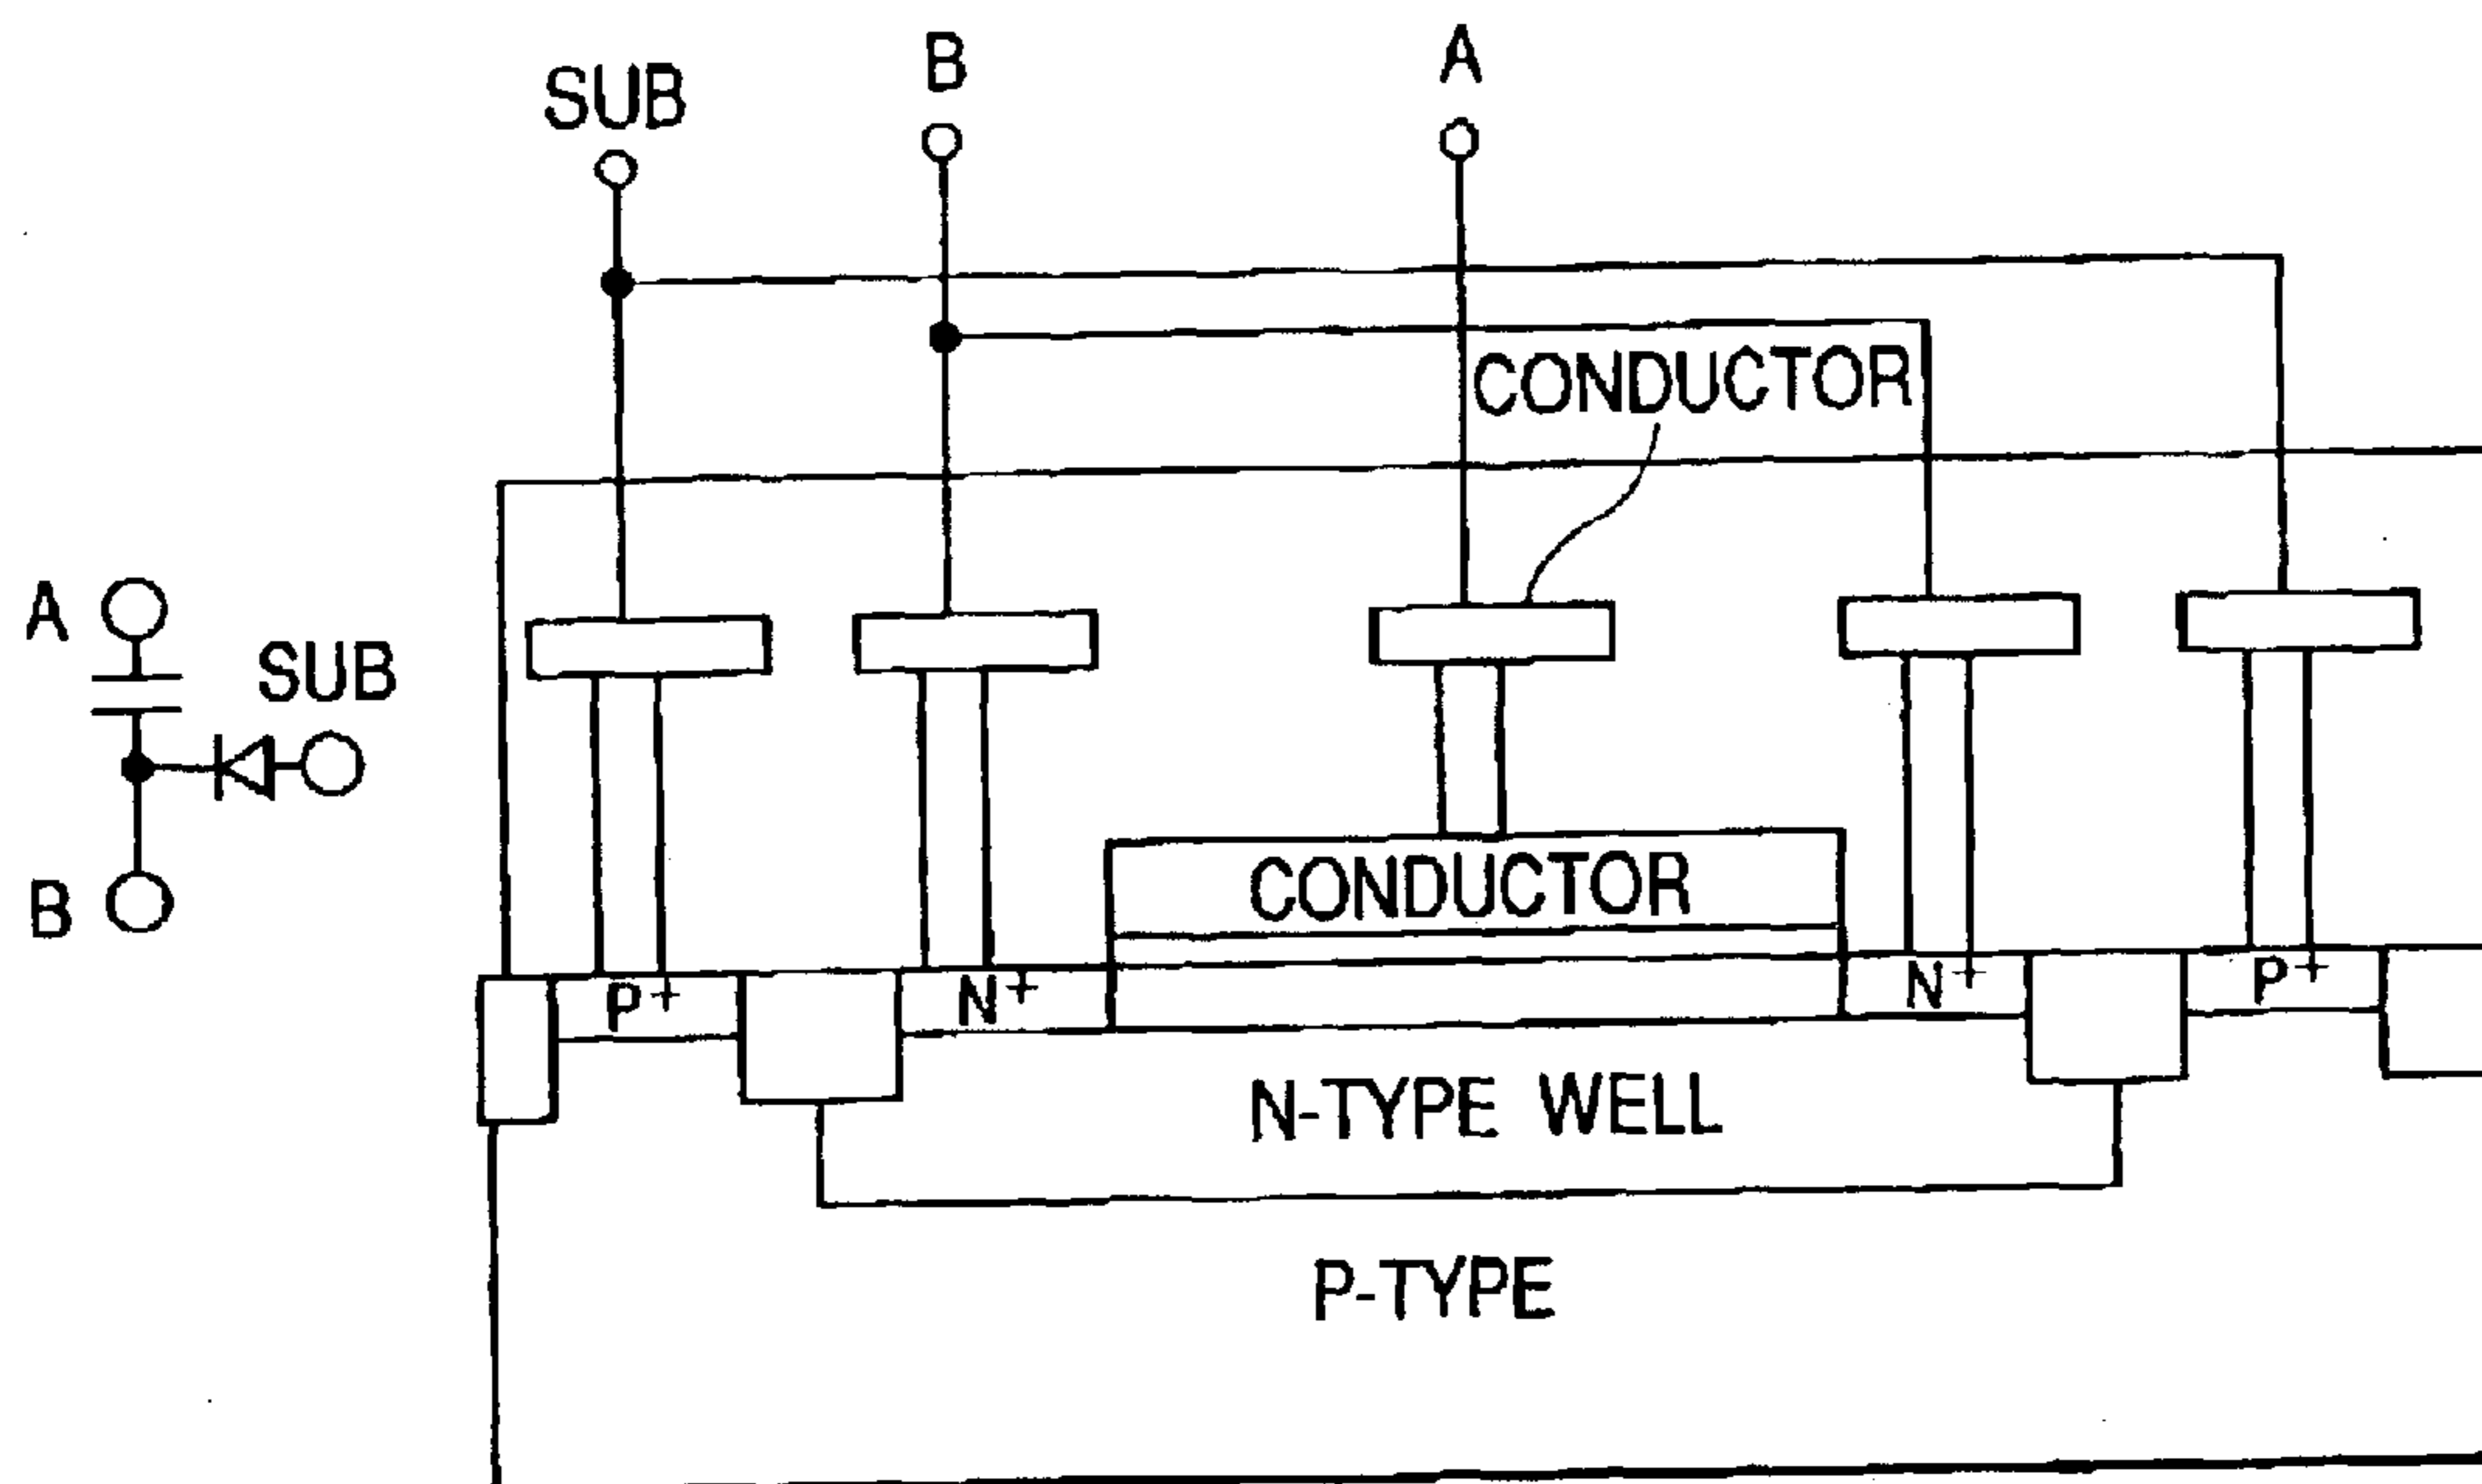 SUB
B
A
CONDUCTOR
A
SUB
B
CONDUCTOR
P+
N+
N+
P+
N-TYPE WELL
P-TYPE